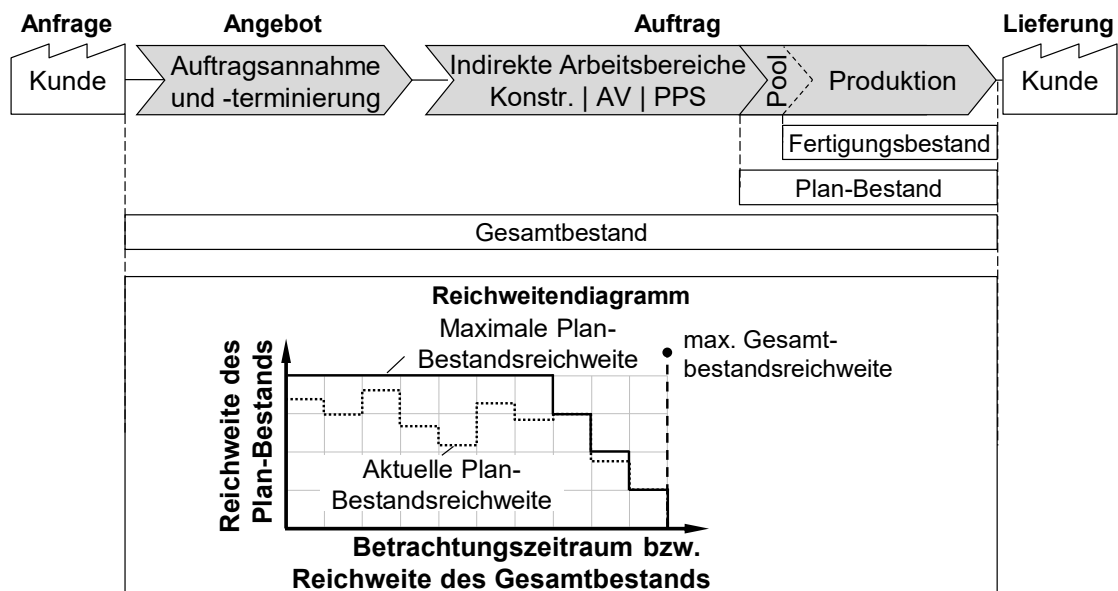 Anfrage
Angebot
Auftrag
Lieferung
Kunde
Auftragsannahme
und -terminierung
Indirekte Arbeitsbereiche
Konstr. | AV | PPS
Pool
Produktion
Kunde
Fertigungsbestand
Plan-Bestand
Gesamtbestand
Reichweitendiagramm
Maximale Plan-
Bestandsreichweite
max. Gesamt-
bestandsreichweite
Reichweite des
Plan-Bestands
Aktuelle Plan-
Bestandsreichweite
Betrachtungszeitraum bzw.
Reichweite des Gesamtbestands